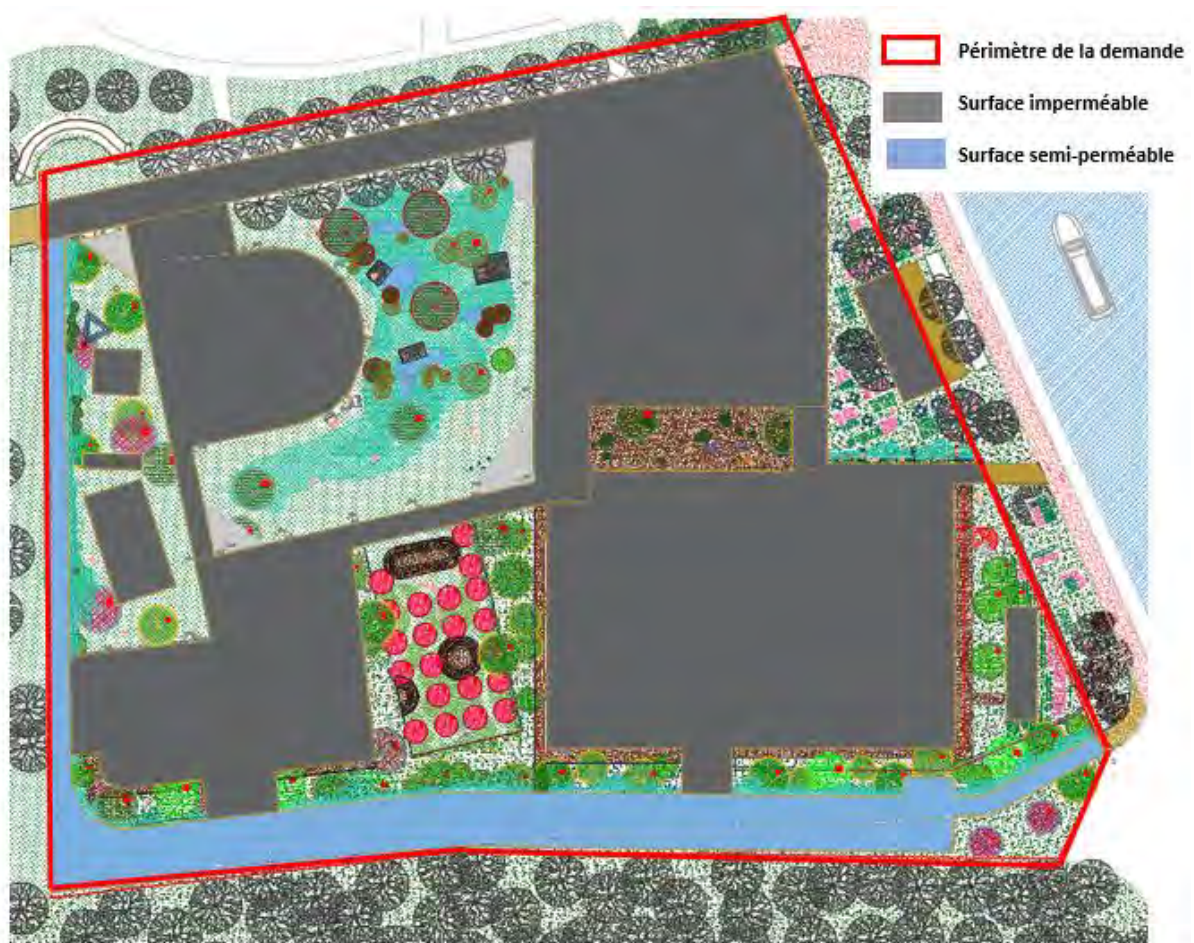 Périmètre de la demande
Surface imperméable
Surface semi-perméable